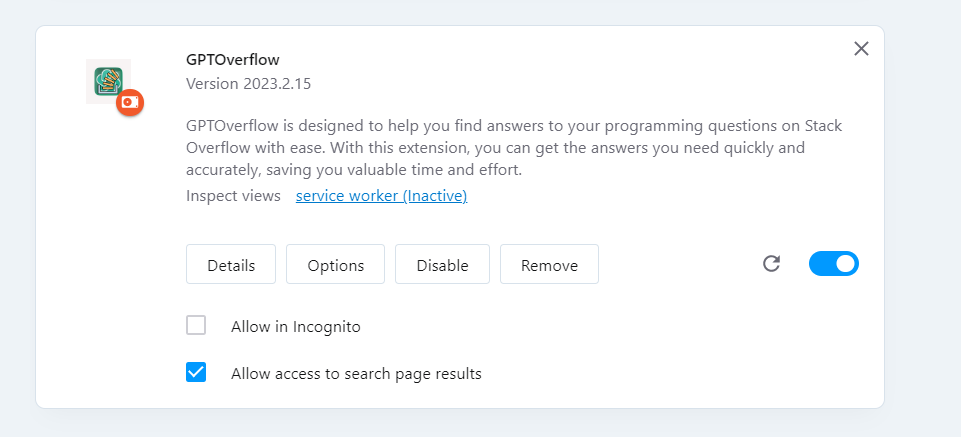 GPTOverflow
Version 2023.2.15
GPTOverflow is designed to help you find answers to your programming questions on Stack
Overflow with ease. With this extension, you can get the answers you need quickly and
accurately, saving you valuable time and effort.
Inspect views service worker (Inactive)
Details Options Disable Remove
Allow in Incognito
Allow access to search page results